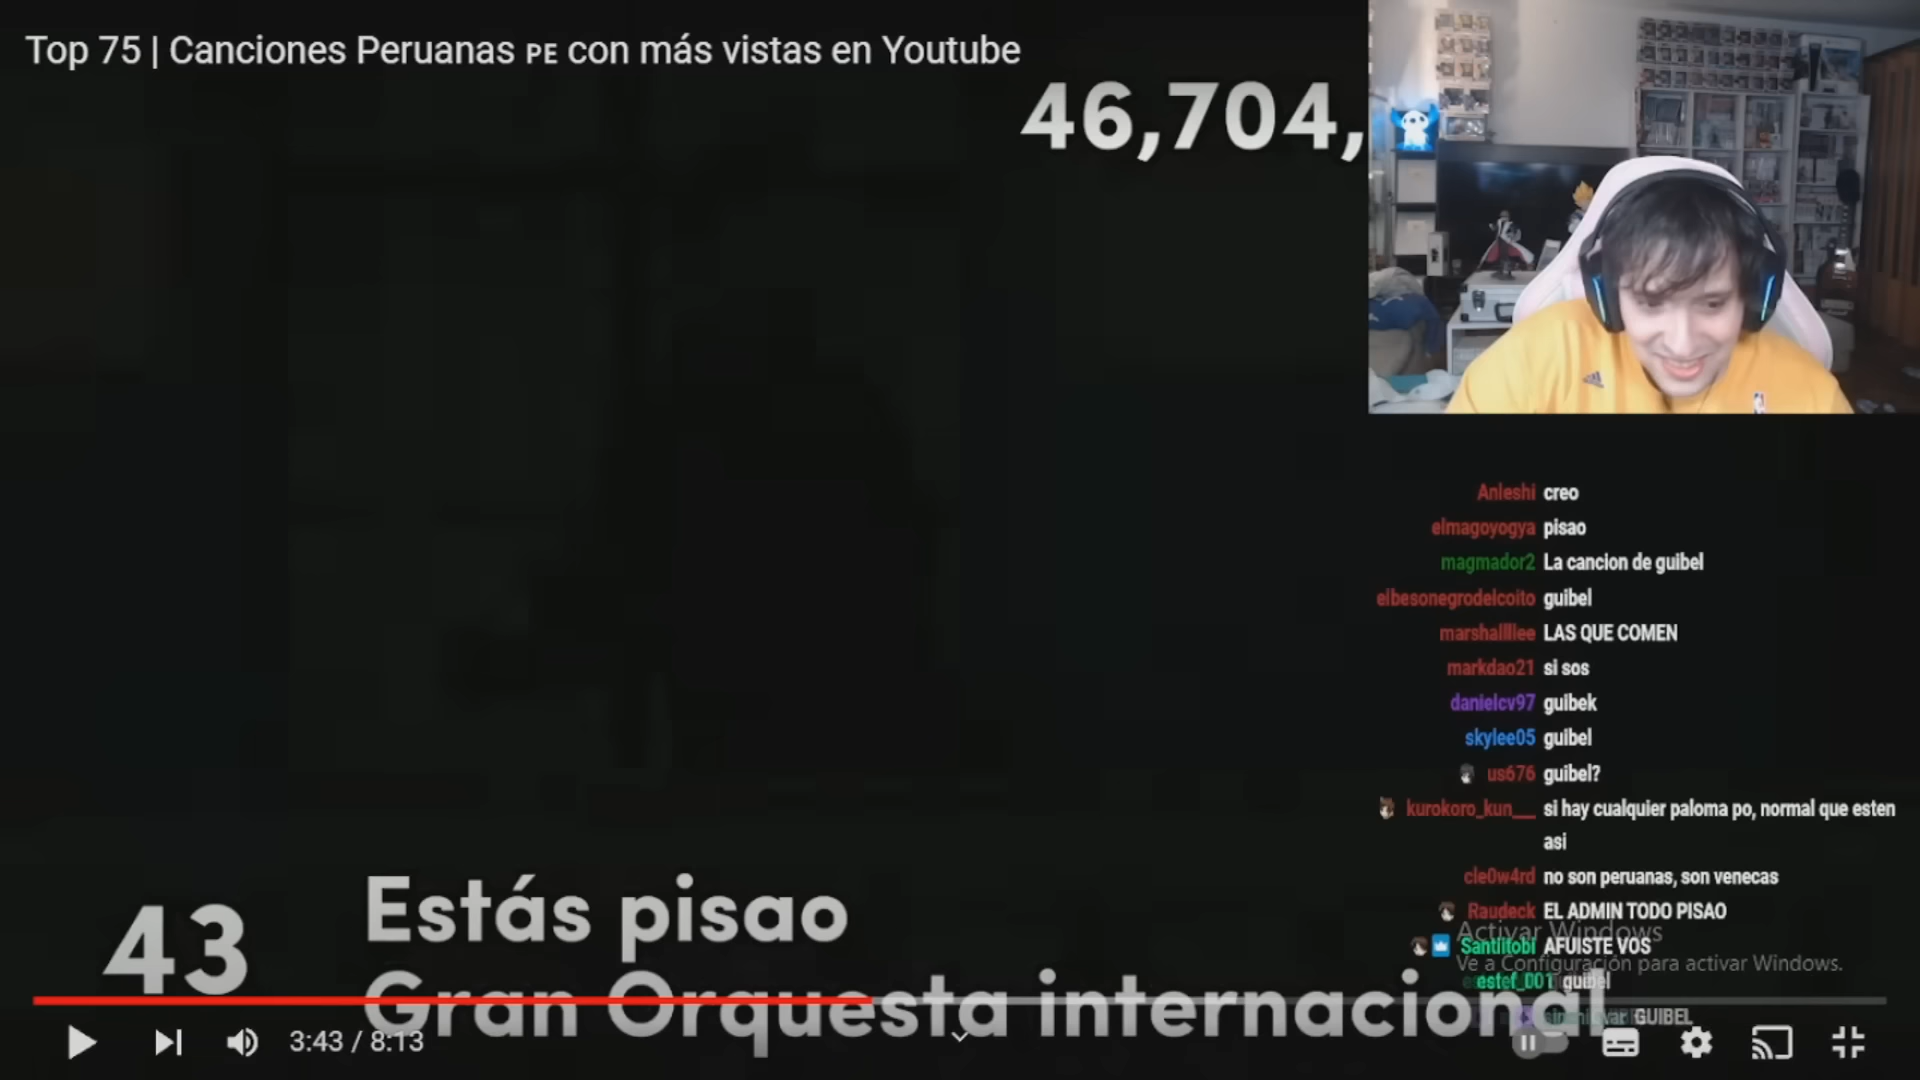 Top 75 | Canciones Peruanas PE con más vistas en Youtube
46,704,
Anleshi creo
elmagoyogya pisao
magmador2 La cancion de guibel
elbesonegrodelcoito guibel
marshallllee LAS QUE COMEN
markdao21 si sos
danielcv97 guibek
skylee05 guibel
us676 guibel?
kurokoro_kun__ si hay cualquier paloma po, normal que esten
asi
cle0w4rd no son peruanas, son venecas
Raudeck EL ADMIN TODO PISAO
Activar Windows
Santiitobi AFUISTE VOS
Ve a Configuración para activar Windows.
estef_001 guibel
GUIBEL
43
Estás pisao
Gran Orquesta internacional
3:43 / 8:13